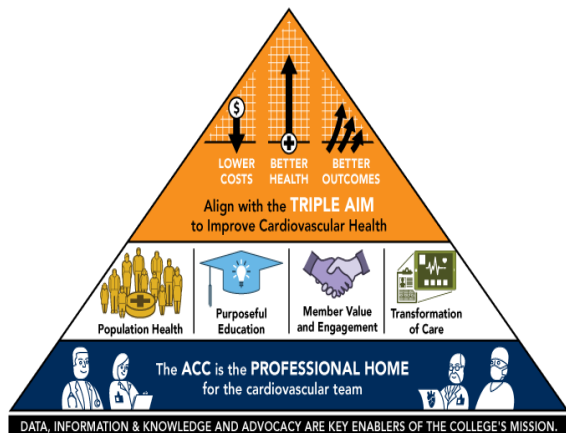 $
LOWER COSTS
BETTER HEALTH
BETTER OUTCOMES
Align with the TRIPLE AIM
to Improve Cardiovascular Health
Population Health
Purposeful
Education
Member Value
and Engagement
Transformation
of Care
The ACC is the PROFESSIONAL HOME
for the cardiovascular team
DATA, INFORMATION & KNOWLEDGE AND ADVOCACY ARE KEY ENABLERS OF THE COLLEGE'S MISSION.